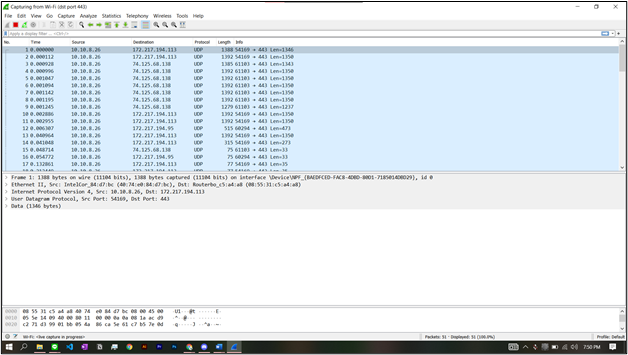 Capturing from Wi-Fi (dst port 443)
File Edit View Go Capture Analyze Statistics Telephony Wireless Tools Help
Apply a display filter ... <Ctrl-/>
No. Time Source Destination Protocol Length Info
1 0.000000 10.10.8.26 172.217.194.113 UDP 1388 54169 → 443 Len=1346
2 0.000112 10.10.8.26 172.217.194.113 UDP 1392 54169 → 443 Len=1350
3 0.000928 10.10.8.26 74.125.68.138 UDP 1385 61103 → 443 Len=1343
4 0.000996 10.10.8.26 74.125.68.138 UDP 1392 61103 → 443 Len=1350
5 0.001047 10.10.8.26 74.125.68.138 UDP 1392 61103 → 443 Len=1350
6 0.001094 10.10.8.26 74.125.68.138 UDP 1392 61103 → 443 Len=1350
7 0.001142 10.10.8.26 74.125.68.138 UDP 1392 61103 → 443 Len=1350
8 0.001195 10.10.8.26 74.125.68.138 UDP 1392 61103 → 443 Len=1350
9 0.001245 10.10.8.26 74.125.68.138 UDP 1279 61103 → 443 Len=1237
10 0.002886 10.10.8.26 172.217.194.113 UDP 1392 54169 → 443 Len=1350
11 0.002955 10.10.8.26 172.217.194.113 UDP 1392 54169 → 443 Len=1350
12 0.006307 10.10.8.26 172.217.194.95 UDP 515 60294 → 443 Len=473
13 0.040964 10.10.8.26 172.217.194.113 UDP 1392 54169 → 443 Len=1350
14 0.041048 10.10.8.26 172.217.194.113 UDP 315 54169 → 443 Len=273
15 0.048714 10.10.8.26 74.125.68.138 UDP 75 61103 → 443 Len=33
16 0.054772 10.10.8.26 172.217.194.95 UDP 75 60294 → 443 Len=33
17 0.132861 10.10.8.26 172.217.194.113 UDP 77 54169 → 443 Len=35
Frame 1: 1388 bytes on wire (11104 bits), 1388 bytes captured (11104 bits) on interface \Device\NPF_{BAEDFCED-FAC8-4DBD-80D1-7185014DBD29}, id 0
Ethernet II, Src: IntelCor_84:d7:bc (40:74:e0:84:d7:bc), Dst: Routerbo_c5:a4:a8 (08:55:31:c5:a4:a8)
Internet Protocol Version 4, Src: 10.10.8.26, Dst: 172.217.194.113
User Datagram Protocol, Src Port: 54169, Dst Port: 443
Data (1346 bytes)
0000 08 55 31 c5 a4 a8 40 74 e0 84 d7 bc 08 00 45 00
0010 05 5e 14 09 40 00 80 11 00 00 0a 0a 08 1a ac d9
0020 c2 71 d3 99 01 bb 05 4a 86 ca 5e 61 c7 b5 7e 0d
Wi-Fi: <live capture in progress>
Packets: 51 · Displayed: 51 (100.0%)
Profile: Default
7:50 PM